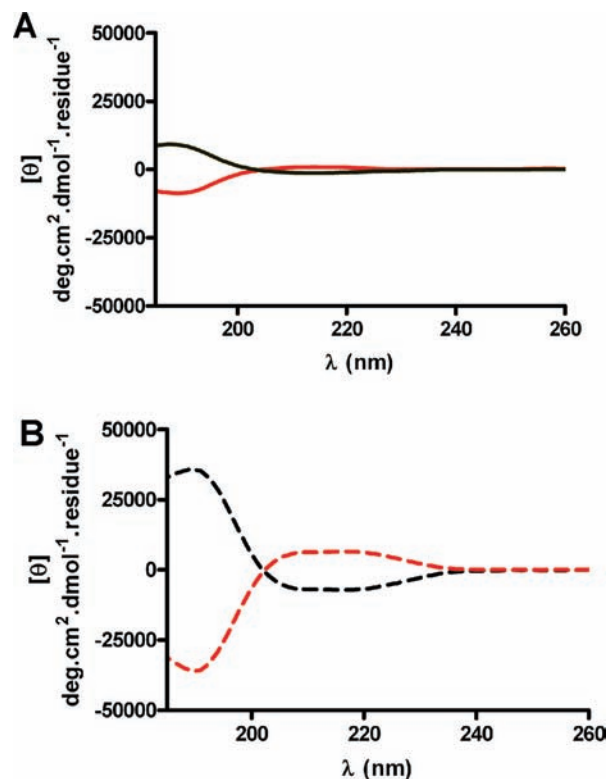 A
50000
25000
0
-25000
-50000
[θ]
deg.cm².dmol⁻¹.residue⁻¹
200
220
240
260
λ (nm)
B
50000
25000
0
-25000
-50000
[θ]
deg.cm².dmol⁻¹.residue⁻¹
200
220
240
260
λ (nm)